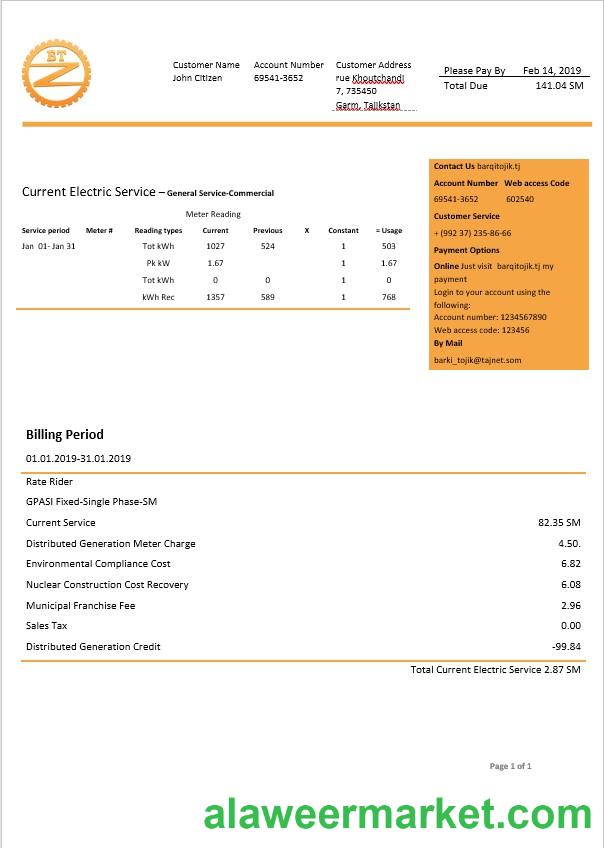 BT
Customer Name Account Number Customer Address
John Citizen 69541-3652 rue Khoutchandi
7, 735450
Garm, Tajikstan
Please Pay By Feb 14, 2019
Total Due 141.04 SM
Current Electric Service – General Service-Commercial
Meter Reading
Service period Meter # Reading types Current Previous X Constant = Usage
Jan 01- Jan 31 Tot kWh 1027 524 1 503
Pk kW 1.67 1 1.67
Tot kWh 0 0 1 0
kWh Rec 1357 589 1 768
Contact Us barqitojik.tj
Account Number Web access Code
69541-3652 602540
Customer Service
+ (992 37) 235-86-66
Payment Options
Online Just visit barqitojik.tj my
payment
Login to your account using the
following:
Account number: 1234567890
Web access code: 123456
By Mail
barki_tojik@tajnet.som
Billing Period
01.01.2019-31.01.2019
Rate Rider
GPASI Fixed-Single Phase-SM
Current Service 82.35 SM
Distributed Generation Meter Charge 4.50.
Environmental Compliance Cost 6.82
Nuclear Construction Cost Recovery 6.08
Municipal Franchise Fee 2.96
Sales Tax 0.00
Distributed Generation Credit -99.84
Total Current Electric Service 2.87 SM
Page 1 of 1
alaweermarket.com